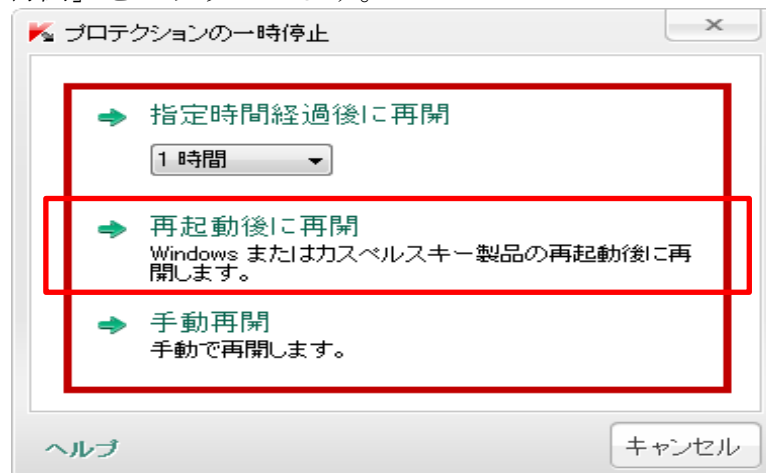 プロテクションの一時停止
指定時間経過後に再開
1 時間
再起動後に再開
Windows またはカスペルスキー製品の再起動後に再
開します。
手動再開
手動で再開します。
ヘルプ
キャンセル